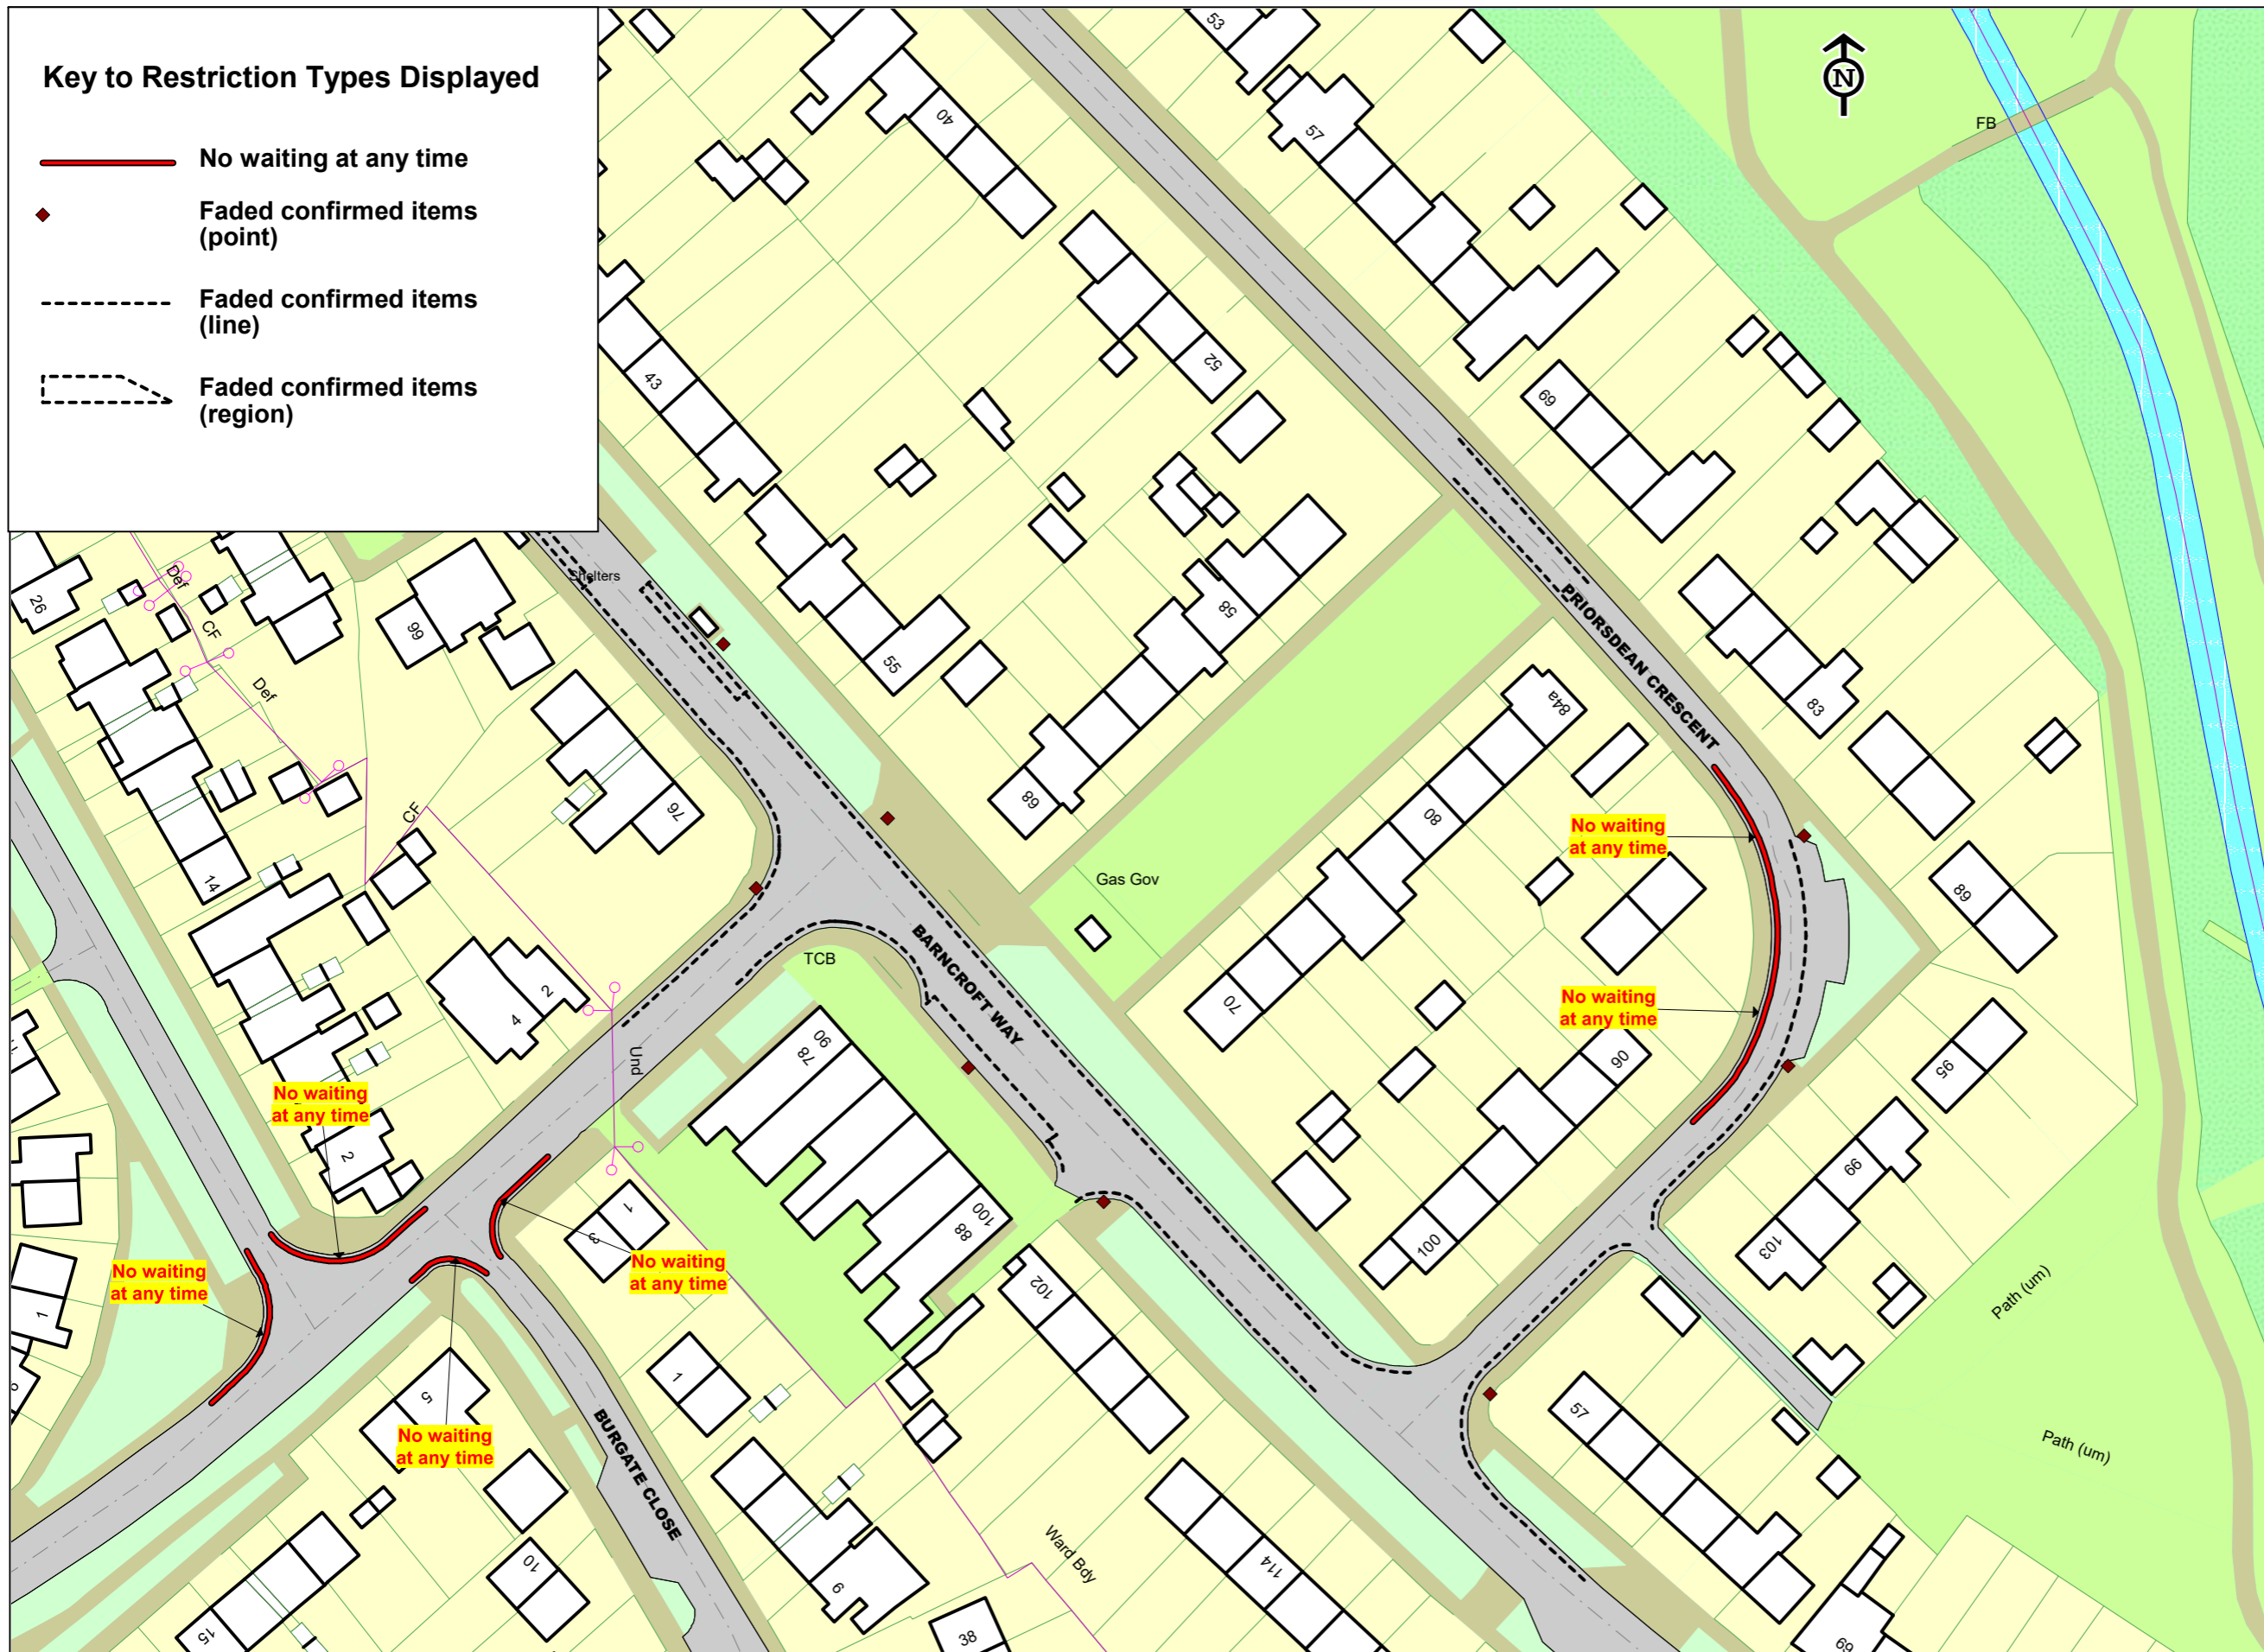 Key to Restriction Types Displayed
No waiting at any time
Faded confirmed items
(point)
Faded confirmed items
(line)
Faded confirmed items
(region)
N
FB
53
57
40
52
43
69
Shelters
Def
26
CF
66
Def
55
58
83
84a
PRIORSDEAN CRESCENT
68
76
80
CF
14
No waiting
at any time
Gas Gov
89
BARNCROFT WAY
TCB
2
4
70
No waiting
at any time
Und
90
78
96
95
No waiting
at any time
2
99
1
3
100
88
100
103
No waiting
at any time
No waiting
at any time
1
102
Path (um)
1
5
57
No waiting
at any time
Path (um)
BURGATE CLOSE
Ward Bdy
114
10
9
15
38
69